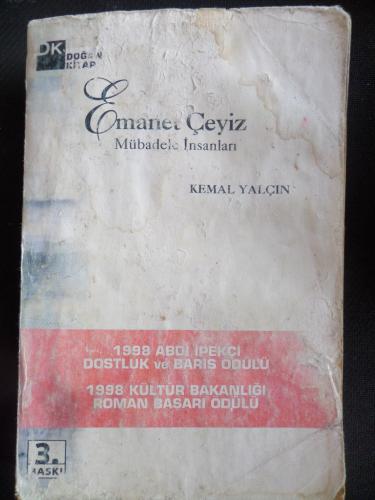 DK
DOĞAN
KİTAP
Emanet Çeyiz
Mübadele İnsanları
KEMAL YALÇIN
1998 ABDİ İPEKÇİ
DOSTLUK ve BARIŞ ÖDÜLÜ
1998 KÜLTÜR BAKANLIĞI
ROMAN BAŞARI ÖDÜLÜ
3.
BASKI